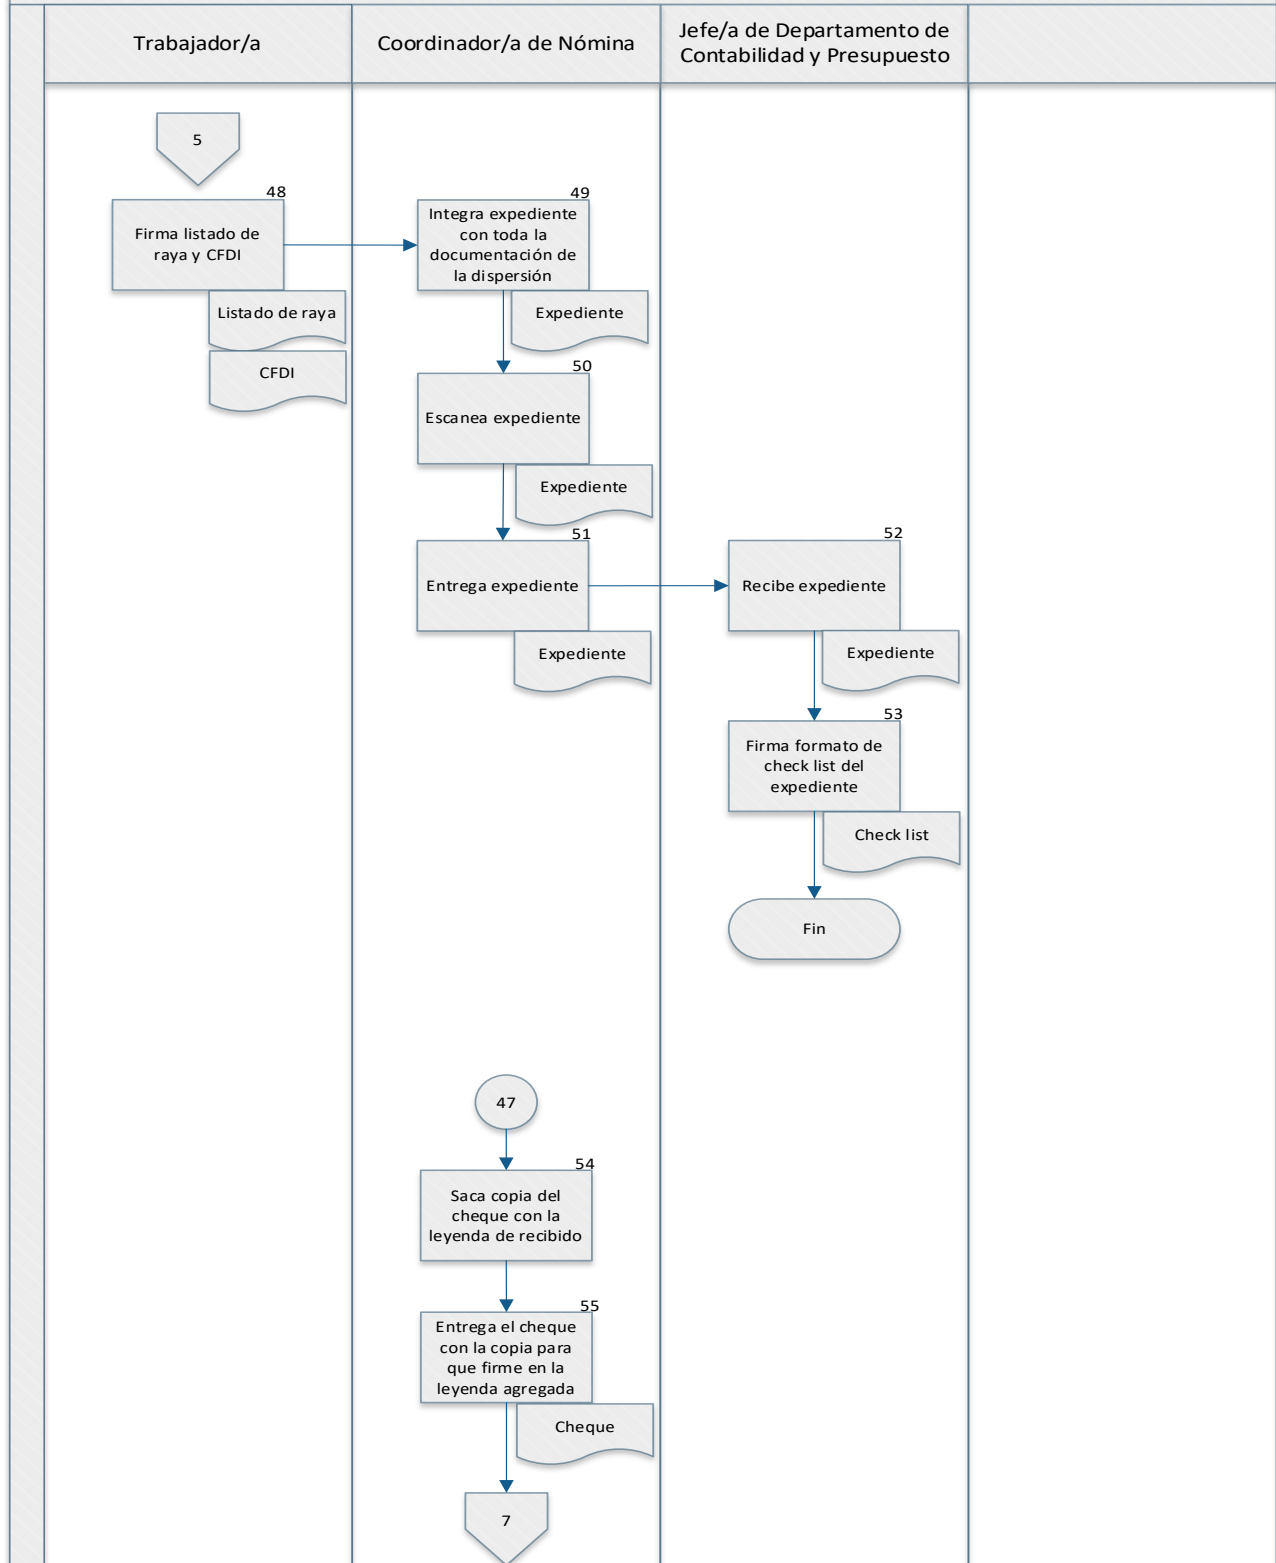 Trabajador/a
Coordinador/a de Nómina
Jefe/a de Departamento de
Contabilidad y Presupuesto
5
48
Firma listado de
raya y CFDI
Listado de raya
CFDI
49
Integra expediente
con toda la
documentación de
la dispersión
Expediente
50
Escanea expediente
Expediente
51
Entrega expediente
Expediente
52
Recibe expediente
Expediente
53
Firma formato de
check list del
expediente
Check list
Fin
47
54
Saca copia del
cheque con la
leyenda de recibido
55
Entrega el cheque
con la copia para
que firme en la
leyenda agregada
Cheque
7